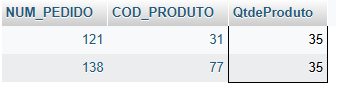 NUM_PEDIDO COD_PRODUTO QtdeProduto
121 31 35
138 77 35